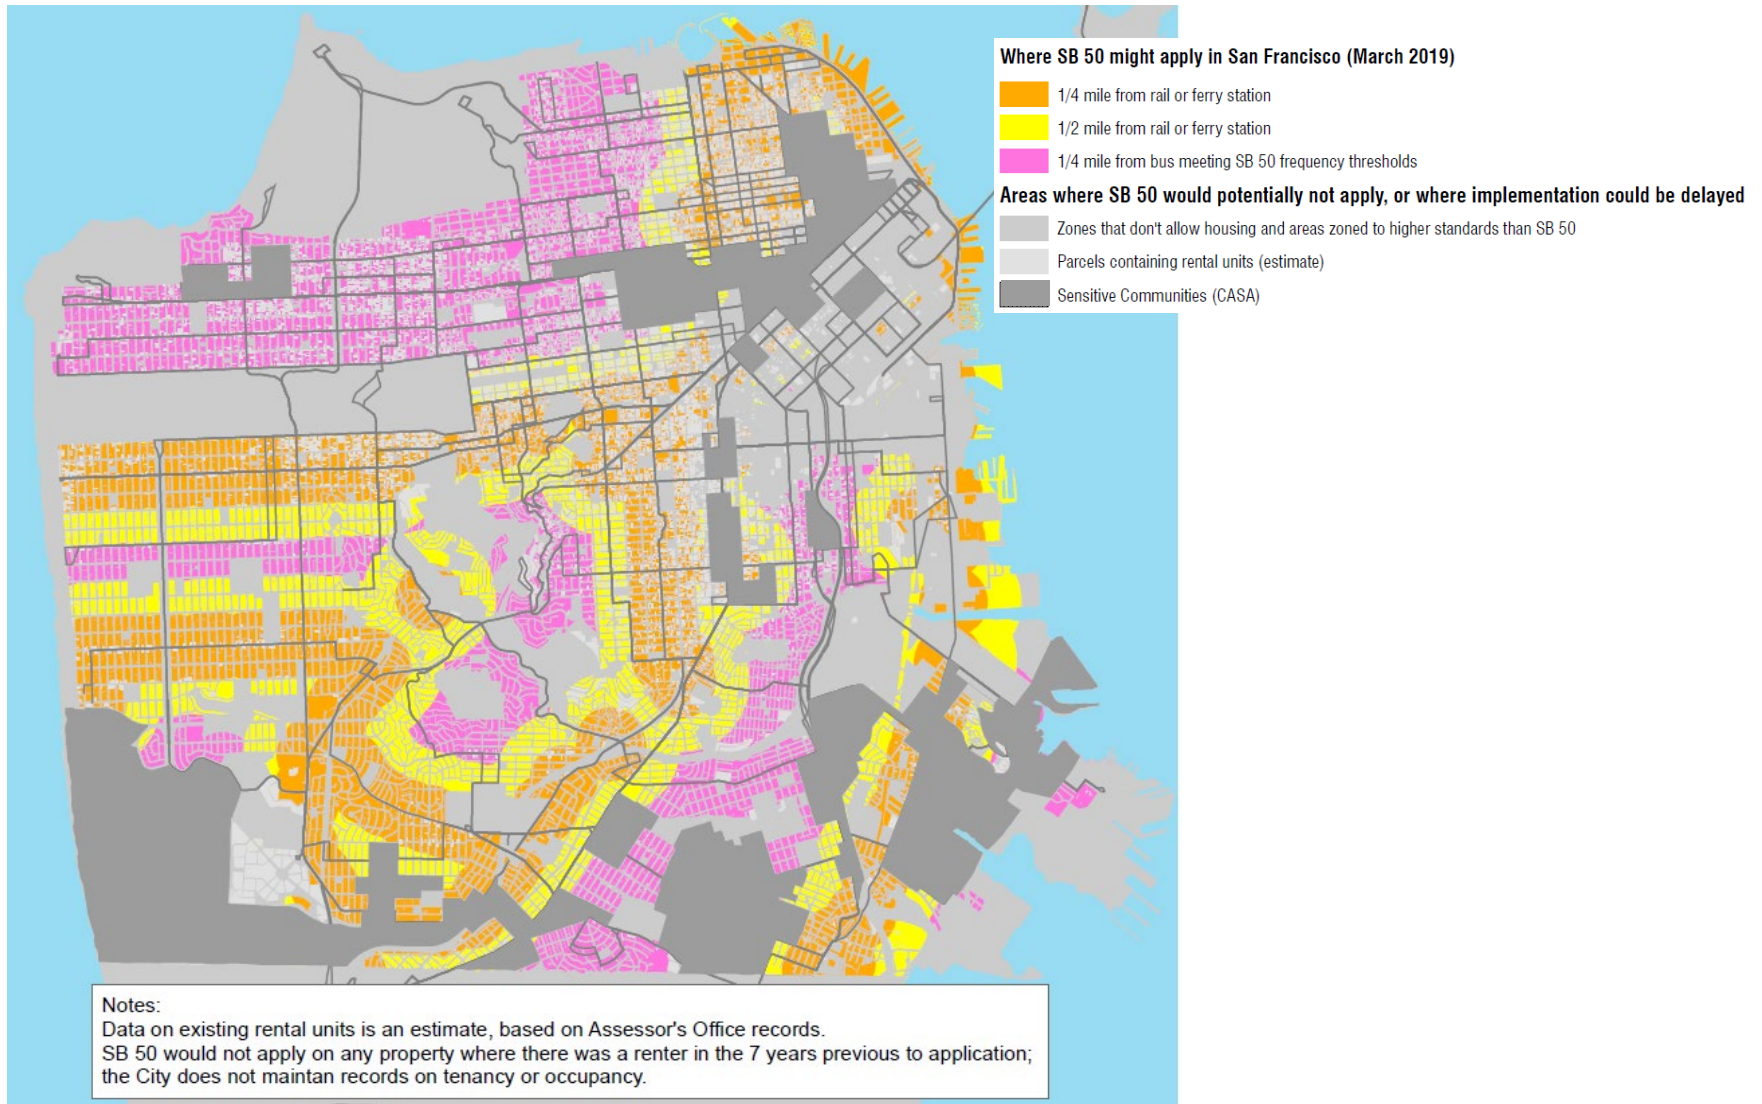 Where SB 50 might apply in San Francisco (March 2019)
1/4 mile from rail or ferry station
1/2 mile from rail or ferry station
1/4 mile from bus meeting SB 50 frequency thresholds
Areas where SB 50 would potentially not apply, or where implementation could be delayed
Zones that don't allow housing and areas zoned to higher standards than SB 50
Parcels containing rental units (estimate)
Sensitive Communities (CASA)
Notes:
Data on existing rental units is an estimate, based on Assessor's Office records.
SB 50 would not apply on any property where there was a renter in the 7 years previous to application;
the City does not maintan records on tenancy or occupancy.